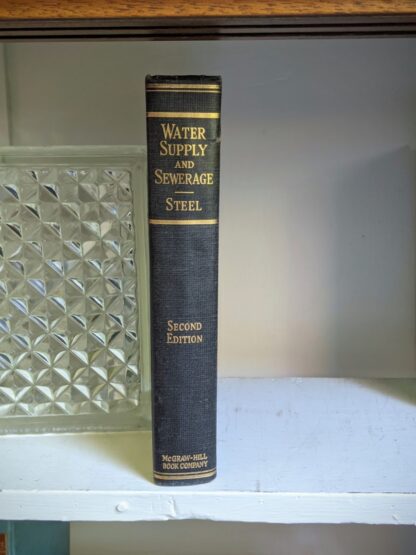 WATER
SUPPLY
AND
SEWERAGE
STEEL
SECOND
EDITION
MCGRAW-HILL
BOOK COMPANY